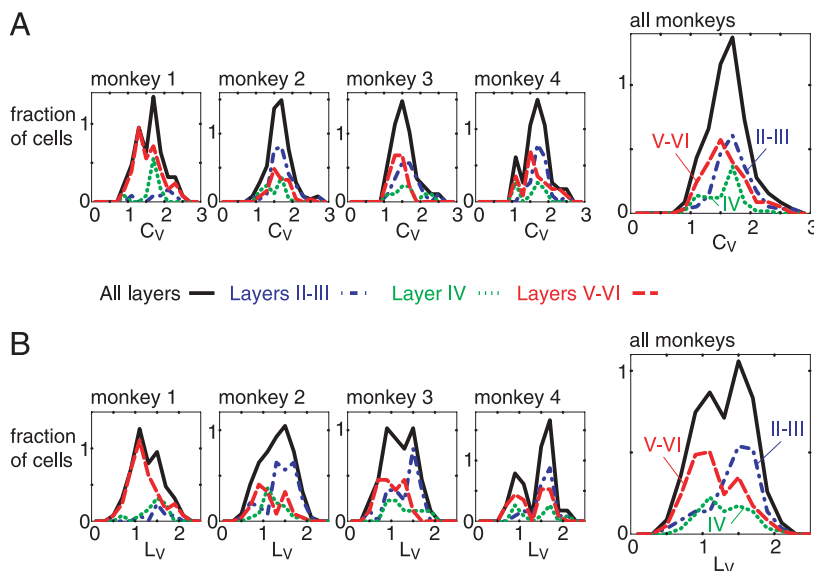 A
all monkeys
monkey 1
monkey 2
monkey 3
monkey 4
fraction
of cells
1
0
0 1 2 3
CV
1
0
0 1 2 3
CV
1
0
0 1 2 3
CV
1
0
0 1 2 3
CV
1
0
V-VI
II-III
IV
0 1 2 3
CV
All layers
Layers II-III
Layer IV
Layers V-VI
B
all monkeys
monkey 1
monkey 2
monkey 3
monkey 4
fraction
of cells
1
0
0 1 2
LV
1
0
0 1 2
LV
1
0
0 1 2
LV
1
0
0 1 2
LV
1
0
V-VI
II-III
IV
0 1 2
LV